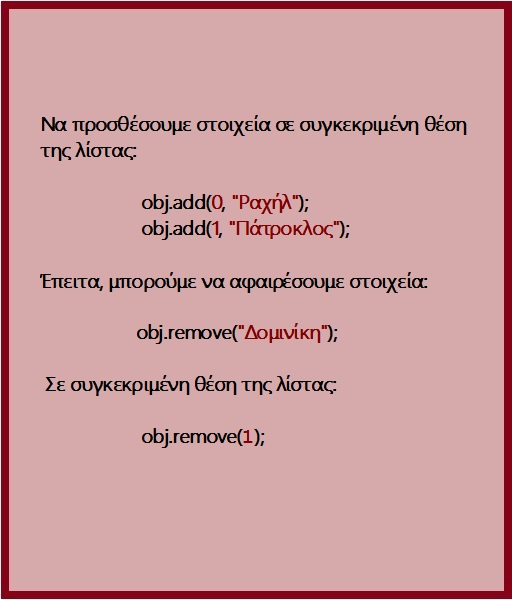 Να προσθέσουμε στοιχεία σε συγκεκριμένη θέση
της λίστας:
obj.add(0, "Ραχήλ");
obj.add(1, "Πάτροκλος");
Έπειτα, μπορούμε να αφαιρέσουμε στοιχεία:
obj.remove("Δομινίκη");
Σε συγκεκριμένη θέση της λίστας:
obj.remove(1);